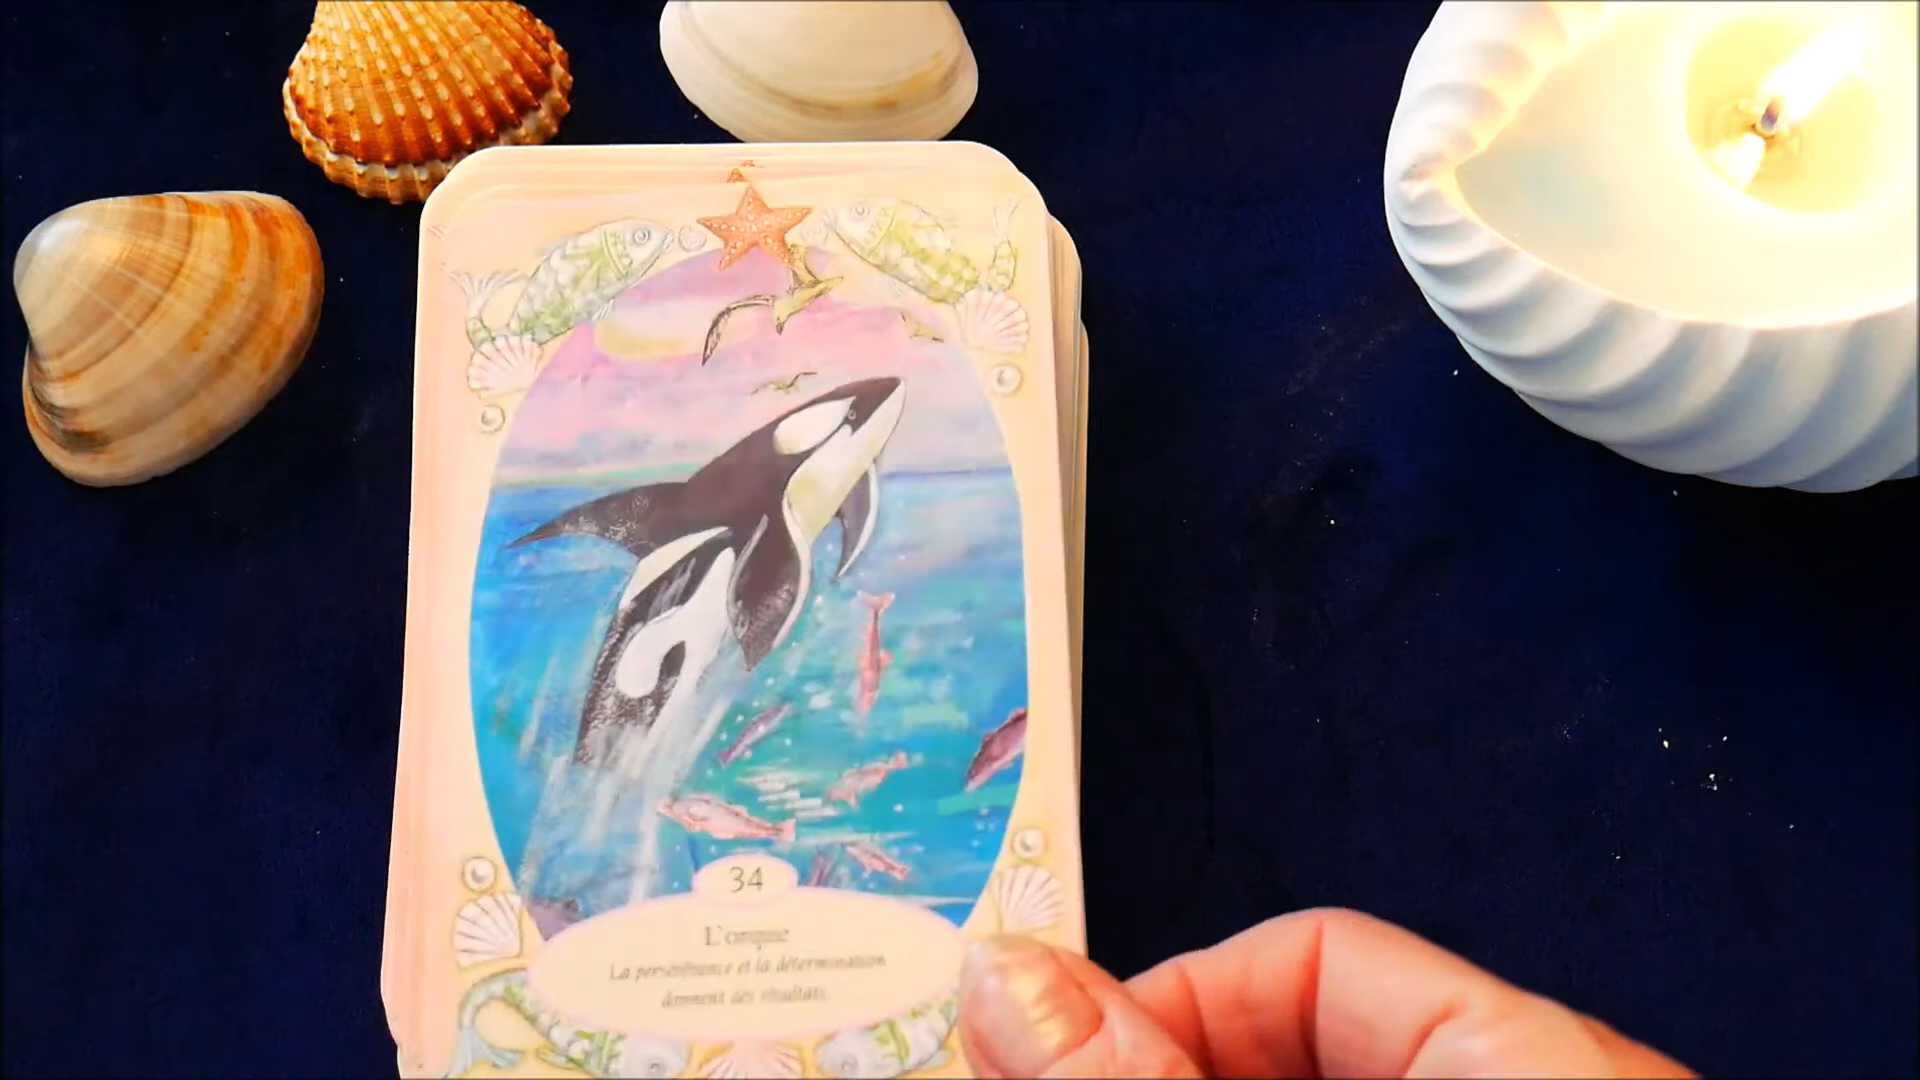 34
L'orque
La persévérance et la détermination
donnent des résultats.